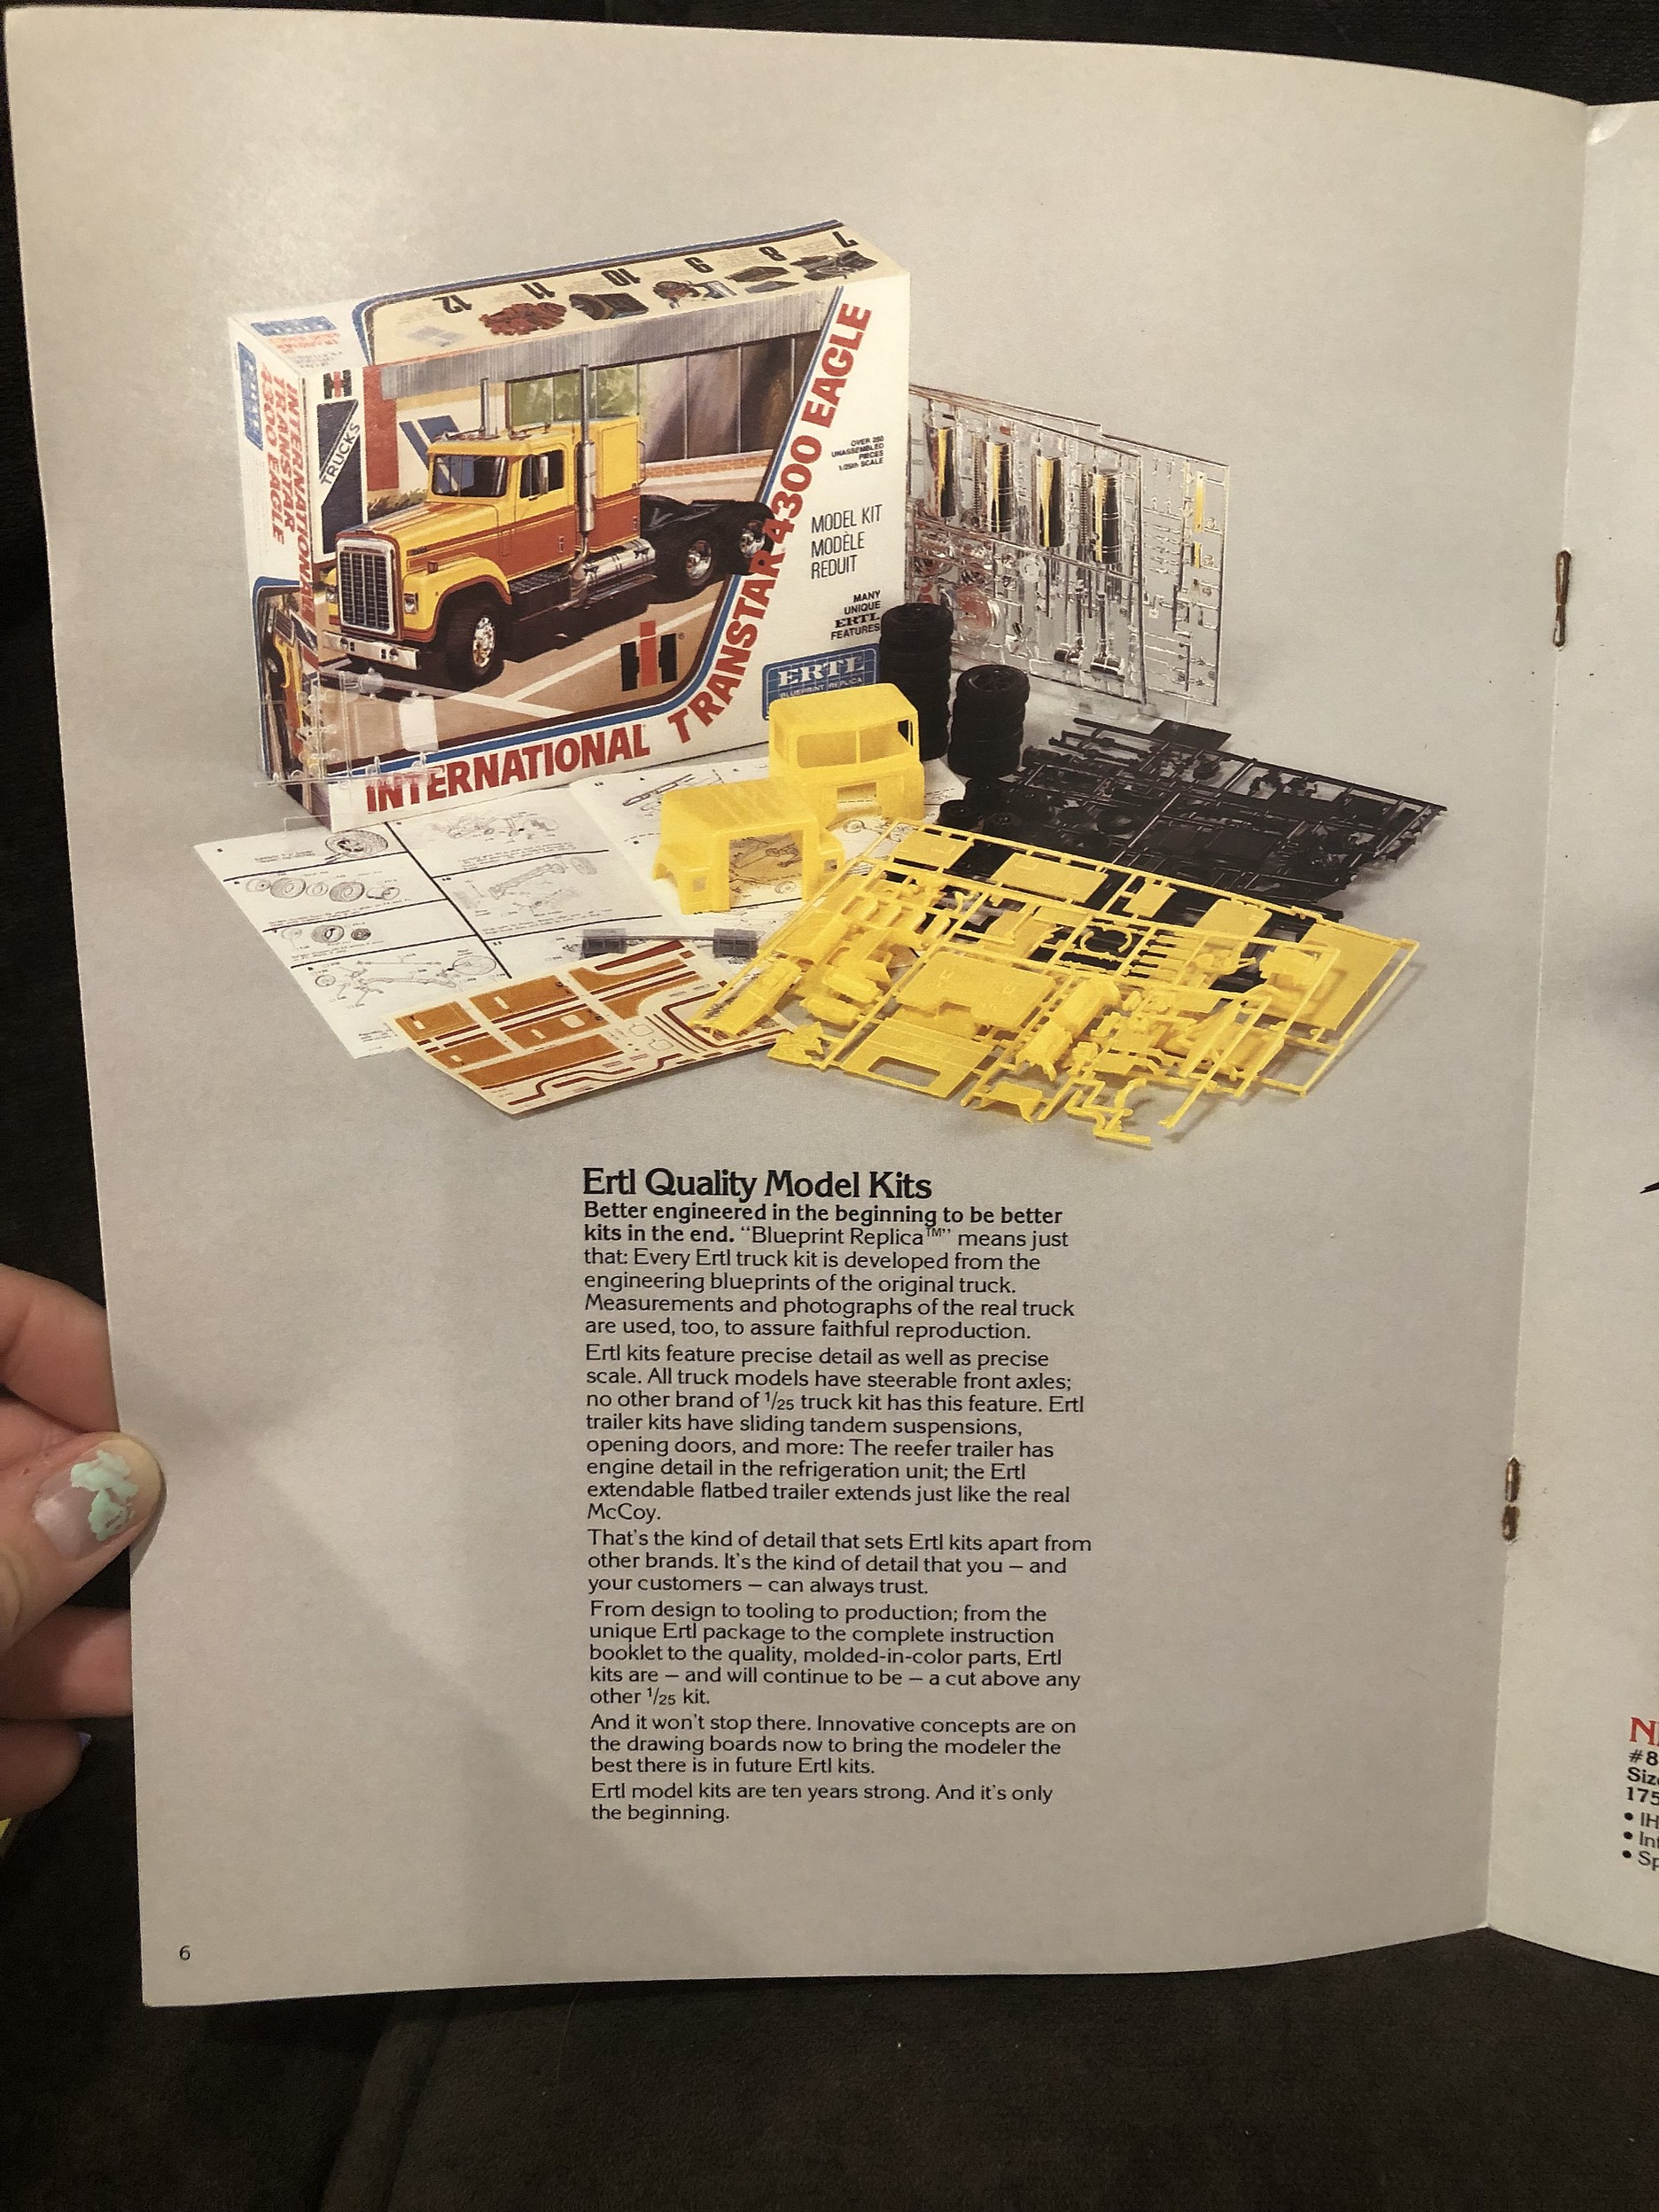 7
8
9
10
11
12
INTERNATIONAL
TRANSTAR
4300 EAGLE
TRUCKS
OVER 250
UNASSEMBLED
PIECES
1/25th SCALE
MODEL KIT
MODÈLE
REDUIT
MANY
UNIQUE
ERTL
FEATURES
ERTL
BLUEPRINT REPLICA
INTERNATIONAL TRANSTAR 4300 EAGLE
Ertl Quality Model Kits
Better engineered in the beginning to be better
kits in the end. “Blueprint Replica™” means just
that: Every Ertl truck kit is developed from the
engineering blueprints of the original truck.
Measurements and photographs of the real truck
are used, too, to assure faithful reproduction.
Ertl kits feature precise detail as well as precise
scale. All truck models have steerable front axles;
no other brand of 1/25 truck kit has this feature. Ertl
trailer kits have sliding tandem suspensions,
opening doors, and more: The reefer trailer has
engine detail in the refrigeration unit; the Ertl
extendable flatbed trailer extends just like the real
McCoy.
That's the kind of detail that sets Ertl kits apart from
other brands. It's the kind of detail that you — and
your customers — can always trust.
From design to tooling to production; from the
unique Ertl package to the complete instruction
booklet to the quality, molded-in-color parts, Ertl
kits are — and will continue to be — a cut above any
other 1/25 kit.
And it won't stop there. Innovative concepts are on
the drawing boards now to bring the modeler the
best there is in future Ertl kits.
Ertl model kits are ten years strong. And it's only
the beginning.
6
#8
175
• IH